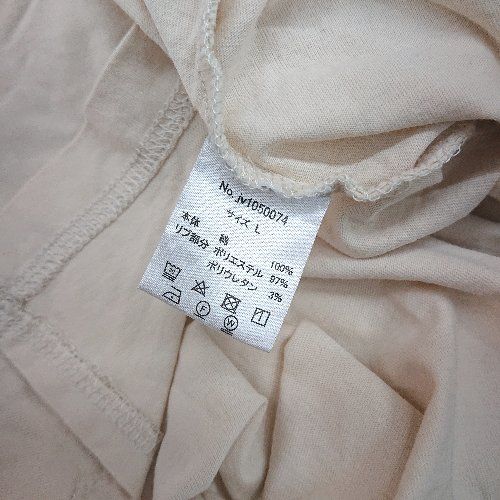 No. jv1050074
サイズ L
本体 綿 100%
リブ部分 ポリエステル 97%
ポリウレタン 3%
F W